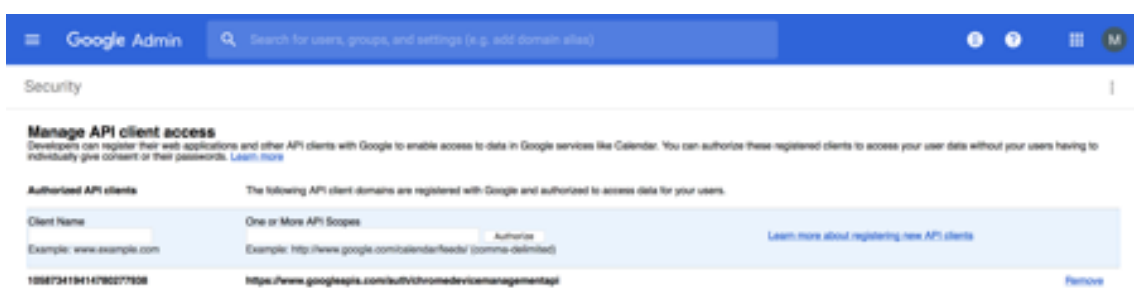 Google Admin
Search for users, groups, and settings (e.g. add domain alias)
M
Security
Manage API client access
Developers can register their web applications and other API clients with Google to enable access to data in Google services like Calendar. You can authorize these registered clients to access your user data without your users having to
individually give consent or their passwords. Learn more
Authorized API clients The following API client domains are registered with Google and authorized to access data for your users.
Client Name One or More API Scopes
Authorize Learn more about registering new API clients
Example: www.example.com Example: http://www.google.com/calendar/feeds/ (comma-delimited)
https://www.googleapis.com/auth/chromedevicemanagementapi Remove